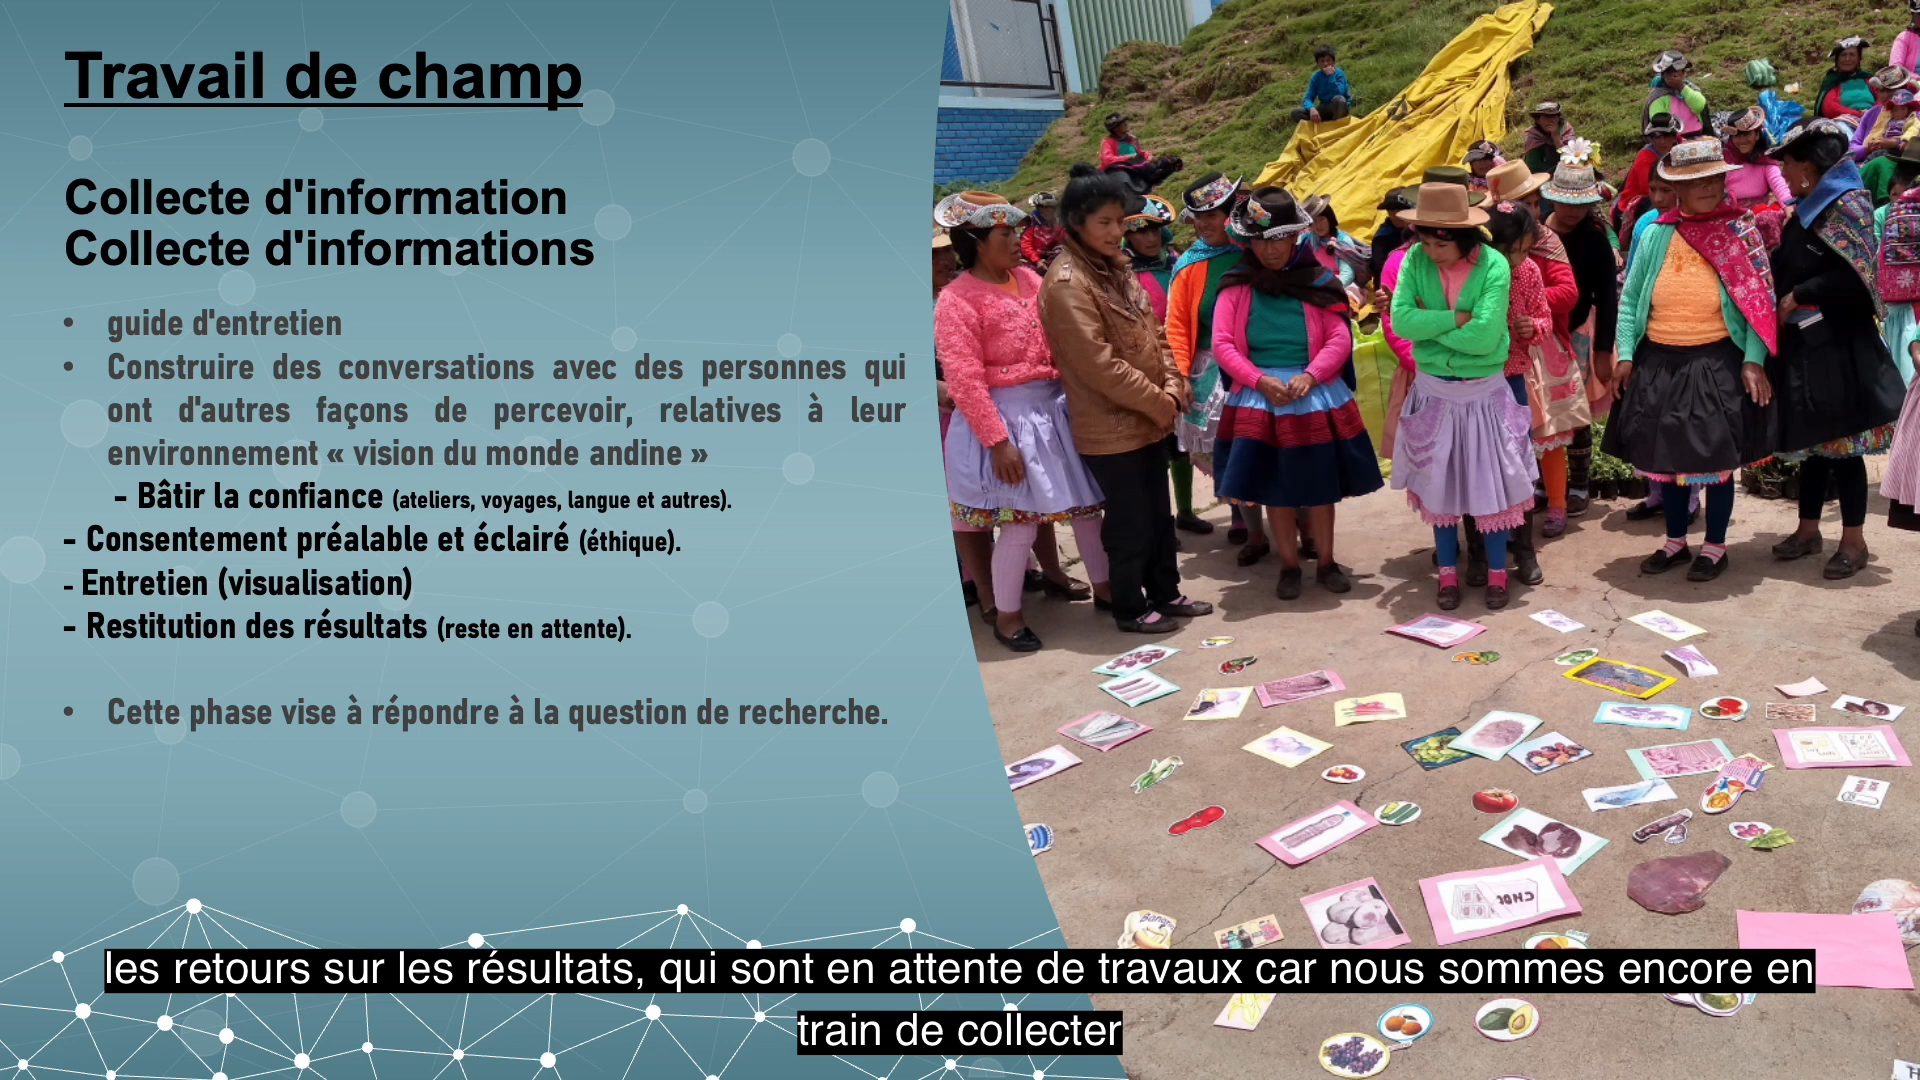 Travail de champ
Collecte d'information
Collecte d'informations
• guide d'entretien
• Construire des conversations avec des personnes qui
ont d'autres façons de percevoir, relatives à leur
environnement « vision du monde andine »
- Bâtir la confiance (ateliers, voyages, langue et autres).
- Consentement préalable et éclairé (éthique).
- Entretien (visualisation)
- Restitution des résultats (reste en attente).
• Cette phase vise à répondre à la question de recherche.
les retours sur les résultats, qui sont en attente de travaux car nous sommes encore en
train de collecter